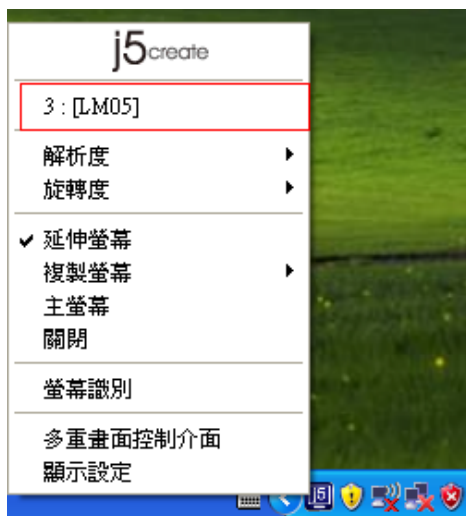 j5create
3 : [LM05]
解析度
旋轉度
延伸螢幕
複製螢幕
主螢幕
關閉
螢幕識別
多重畫面控制介面
顯示設定
j5